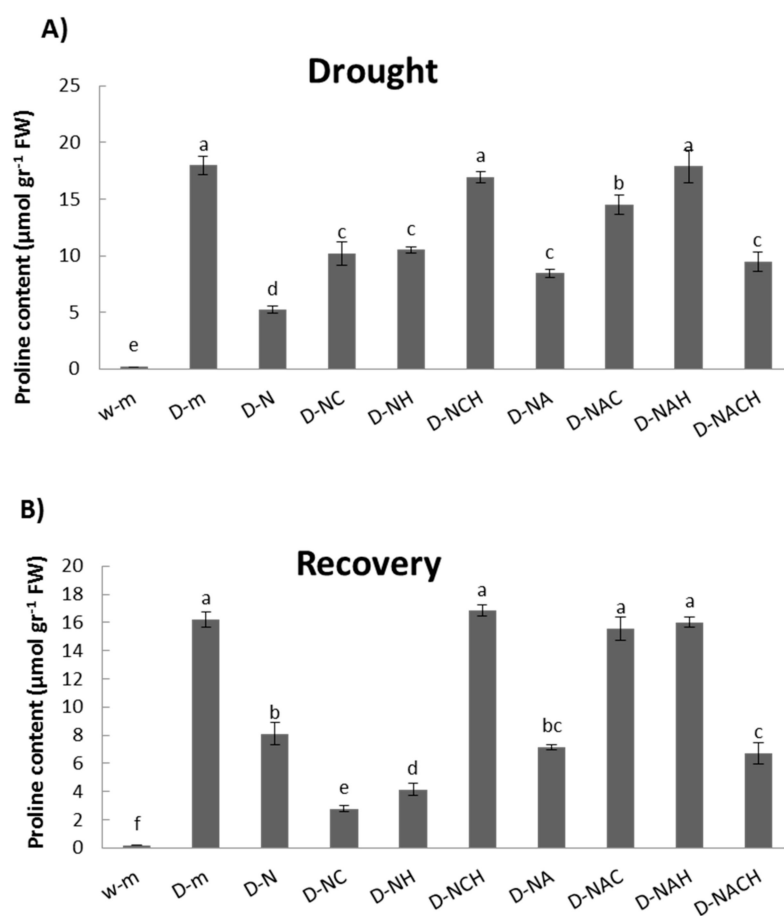 A)
Drought
Proline content (µmol gr⁻¹ FW)
25
20
15
10
5
0
e
a
d
c
c
a
c
b
a
c
w-m
D-m
D-N
D-NC
D-NH
D-NCH
D-NA
D-NAC
D-NAH
D-NACH
B)
Recovery
Proline content (µmol gr⁻¹ FW)
20
18
16
14
12
10
8
6
4
2
0
f
a
b
e
d
a
bc
a
a
c
w-m
D-m
D-N
D-NC
D-NH
D-NCH
D-NA
D-NAC
D-NAH
D-NACH